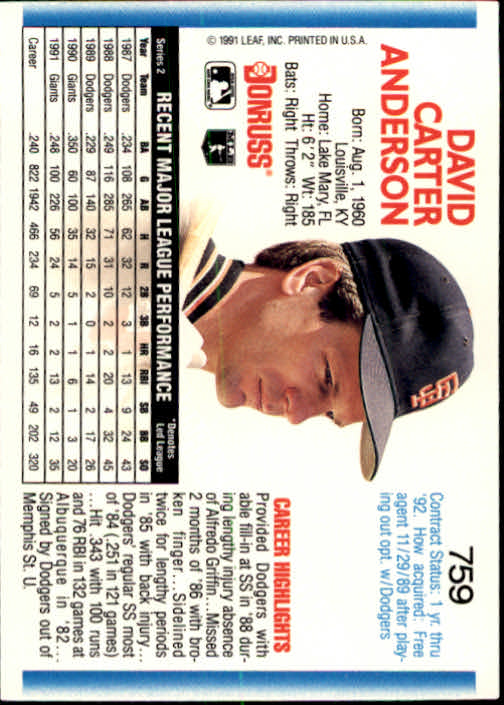 DAVID
CARTER
ANDERSON
759
Contract Status: 1 yr. thru
'92. How acquired: Free
agent 11/29/89 after play-
ing out opt. w/Dodgers
Born: Aug. 1, 1960
Louisville, KY
Home: Lake Mary, FL
Ht: 6' 2" Wt: 185
Bats: Right Throws: Right
DONRUSS
© 1991 LEAF, INC. PRINTED IN U.S.A.
SF
CAREER HIGHLIGHTS
Provided Dodgers with
able fill-in at SS in '88 dur-
ing lengthy injury absence
of Alfredo Griffin...Missed
2 months of '86 with bro-
ken finger...Sidelined
twice for lengthy periods
in '85 with back injury...
Dodgers' regular SS most
of '84 (.251 in 121 games)
...Hit .343 with 100 runs
and 76 RBI in 132 games at
Albuquerque in '82...
Signed by Dodgers out of
Memphis St. U.
Series 2 RECENT MAJOR LEAGUE PERFORMANCE *Denotes Led League
Year Team BA G AB H R 2B 3B HR RBI SB BB SO
1987 Dodgers .234 108 265 62 32 12 3 1 13 9 24 43
1988 Dodgers .249 116 285 71 31 10 2 2 20 4 32 45
1989 Dodgers .229 87 140 32 15 2 0 1 14 2 17 26
1990 Giants .350 60 100 35 14 5 1 1 6 1 3 20
1991 Giants .248 100 226 56 24 5 2 2 13 2 12 35
Career .240 822 1942 466 234 69 12 16 135 49 202 320